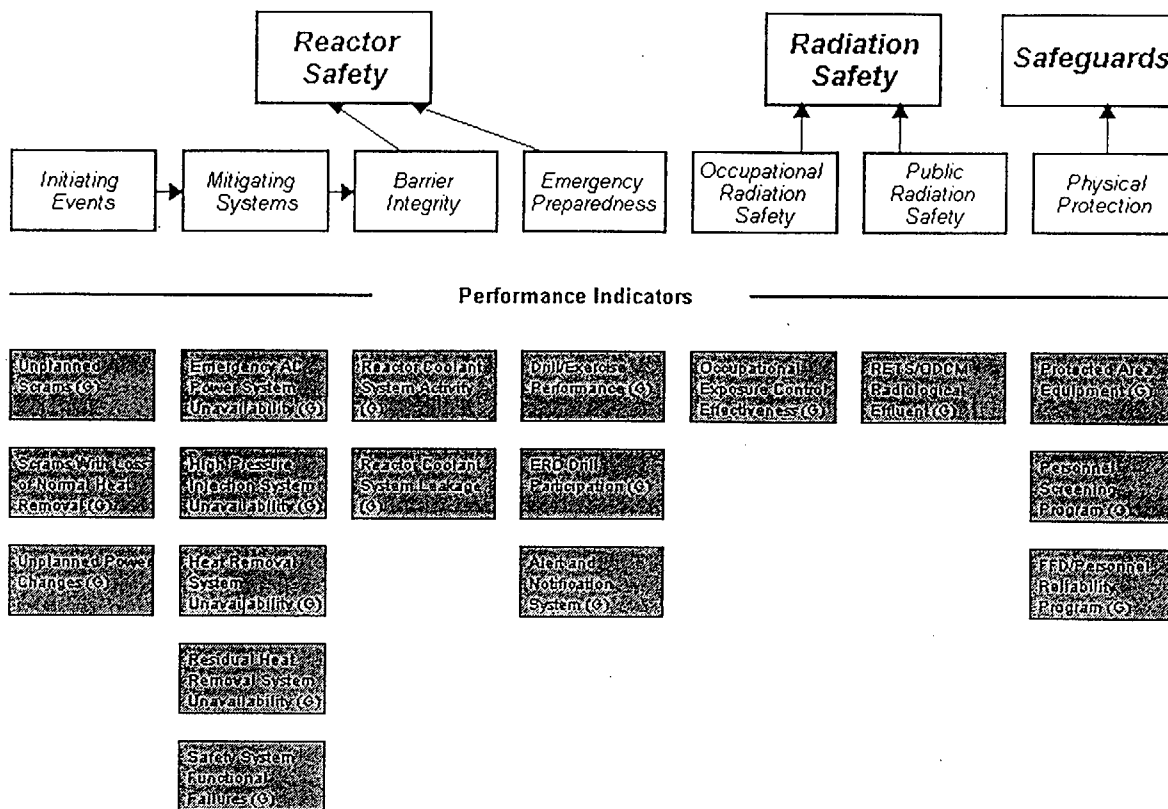 Reactor
Safety
Radiation
Safety
Safeguards
Initiating
Events
Mitigating
Systems
Barrier
Integrity
Emergency
Preparedness
Occupational
Radiation
Safety
Public
Radiation
Safety
Physical
Protection
Performance Indicators
Unplanned
Scrams (G)
Emergency AC
Power System
Unavailability (G)
Reactor Coolant
System Activity
(G)
Drill/Exercise
Performance (G)
Occupational
Exposure Control
Effectiveness (G)
RETS/ODCM
Radiological
Effluent (G)
Protected Area
Equipment (G)
Scrams With Loss
of Normal Heat
Removal (G)
High Pressure
Injection System
Unavailability (G)
Reactor Coolant
System Leakage
(G)
ERO Drill
Participation (G)
Personnel
Screening
Program (G)
Unplanned Power
Changes (G)
Heat Removal
System
Unavailability (G)
Alert and
Notification
System (G)
FFD/Personnel
Reliability
Program (G)
Residual Heat
Removal System
Unavailability (G)
Safety System
Functional
Failures (G)